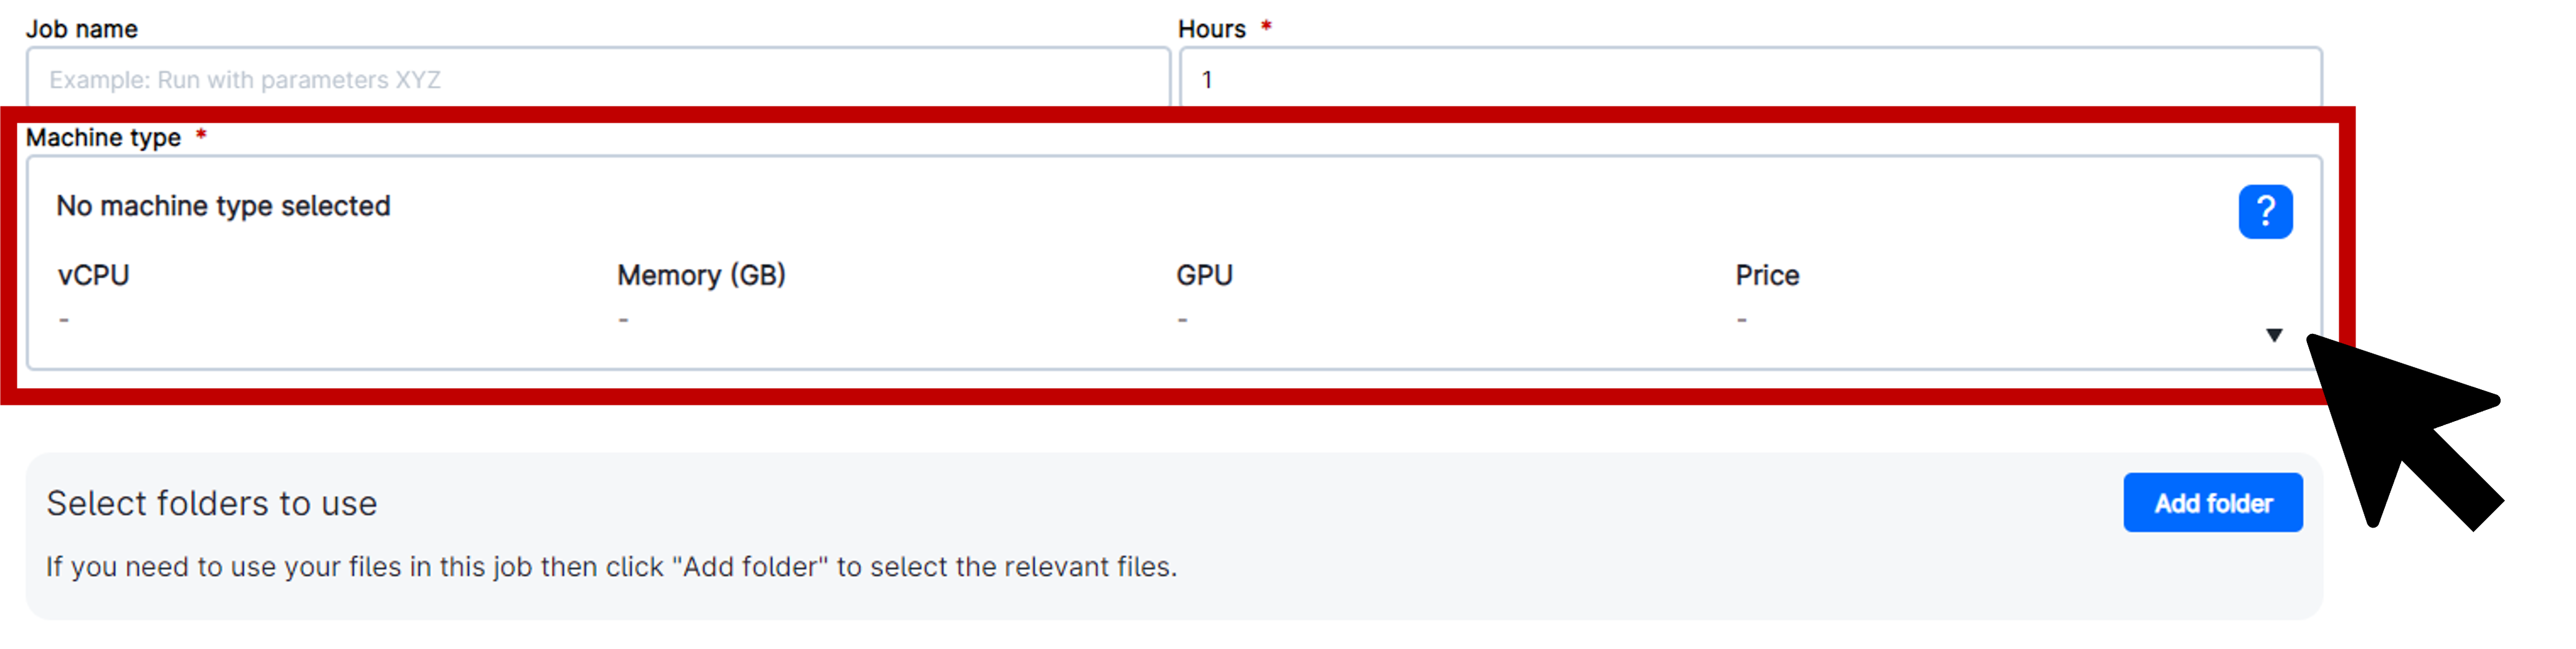 Job name
Hours *
Example: Run with parameters XYZ
1
Machine type *
No machine type selected
?
vCPU
Memory (GB)
GPU
Price
-
-
-
-
Select folders to use
Add folder
If you need to use your files in this job then click "Add folder" to select the relevant files.